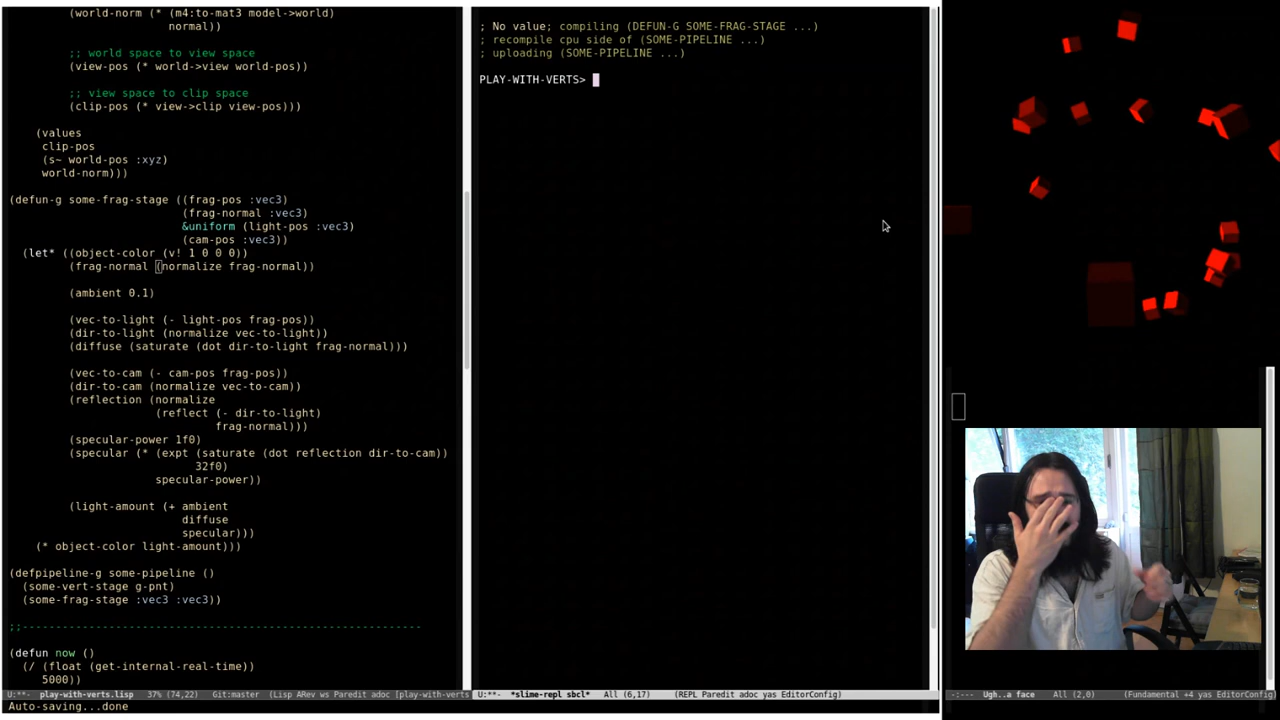 (world-norm (* (m4:to-mat3 model->world)
normal))
;; world space to view space
(view-pos (* world->view world-pos))
;; view space to clip space
(clip-pos (* view->clip view-pos)))
(values
clip-pos
(s~ world-pos :xyz)
world-norm)))
(defun-g some-frag-stage ((frag-pos :vec3)
(frag-normal :vec3)
&uniform (light-pos :vec3)
(cam-pos :vec3))
(let* ((object-color (v! 1 0 0 0))
(frag-normal (normalize frag-normal))
(ambient 0.1)
(vec-to-light (- light-pos frag-pos))
(dir-to-light (normalize vec-to-light))
(diffuse (saturate (dot dir-to-light frag-normal)))
(vec-to-cam (- cam-pos frag-pos))
(dir-to-cam (normalize vec-to-cam))
(reflection (normalize
(reflect (- dir-to-light)
frag-normal)))
(specular-power 1f0)
(specular (* (expt (saturate (dot reflection dir-to-cam))
32f0)
specular-power))
(light-amount (+ ambient
diffuse
specular)))
(* object-color light-amount)))
(defpipeline-g some-pipeline ()
(some-vert-stage g-pnt)
(some-frag-stage :vec3 :vec3))
;;------------------------------------------------------------
(defun now ()
(/ (float (get-internal-real-time))
5000))
U:**- play-with-verts.lisp 37% (74,22) Git:master (Lisp ARev ws Paredit adoc [play-with-verts
Auto-saving...done
; No value; compiling (DEFUN-G SOME-FRAG-STAGE ...)
; recompile cpu side of (SOME-PIPELINE ...)
; uploading (SOME-PIPELINE ...)
PLAY-WITH-VERTS>
U:**- *slime-repl sbcl* All (6,17) (REPL Paredit adoc yas EditorConfig)
-:--- Ugh..a face All (2,0) (Fundamental +4 yas EditorConfig)